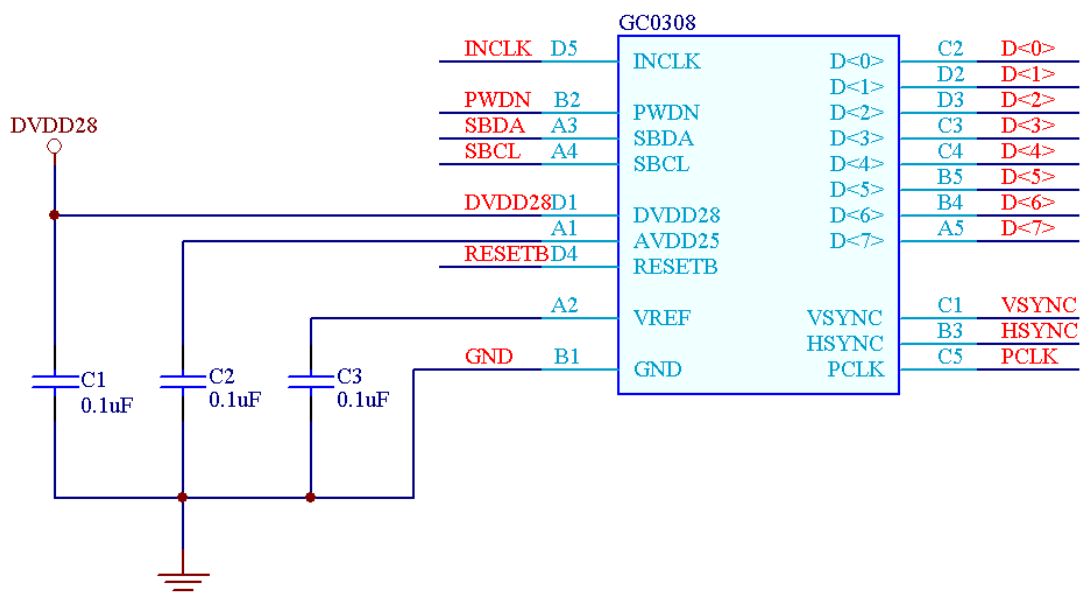 GC0308
INCLK D5 INCLK D<0> C2 D<0>
D<1> D2 D<1>
PWDN B2 PWDN D<2> D3 D<2>
SBDA A3 SBDA D<3> C3 D<3>
SBCL A4 SBCL D<4> C4 D<4>
D<5> B5 D<5>
DVDD28
DVDD28 D1 DVDD28 D<6> B4 D<6>
A1 AVDD25 D<7> A5 D<7>
RESETB D4 RESETB
A2 VREF VSYNC C1 VSYNC
HSYNC B3 HSYNC
GND B1 GND PCLK C5 PCLK
C1 C2 C3
0.1uF 0.1uF 0.1uF